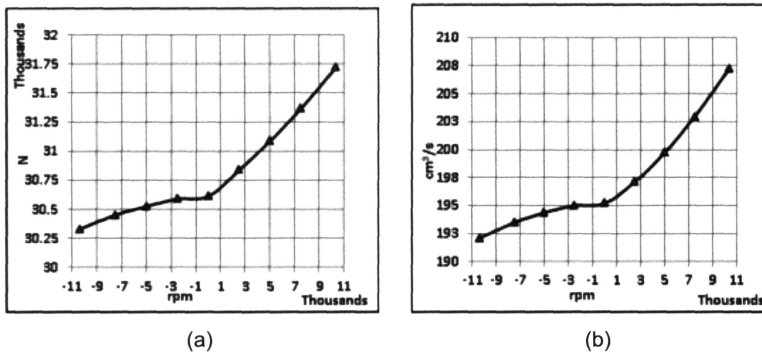 Thousands
32
31.75
31.5
31.25
31
30.75
30.5
30.25
30
N
-11 -9 -7 -5 -3 -1 1 3 5 7 9 11
rpm
Thousands
(a)
210
208
205
203
200
198
195
193
190
cm³/s
-11 -9 -7 -5 -3 -1 1 3 5 7 9 11
rpm
Thousands
(b)